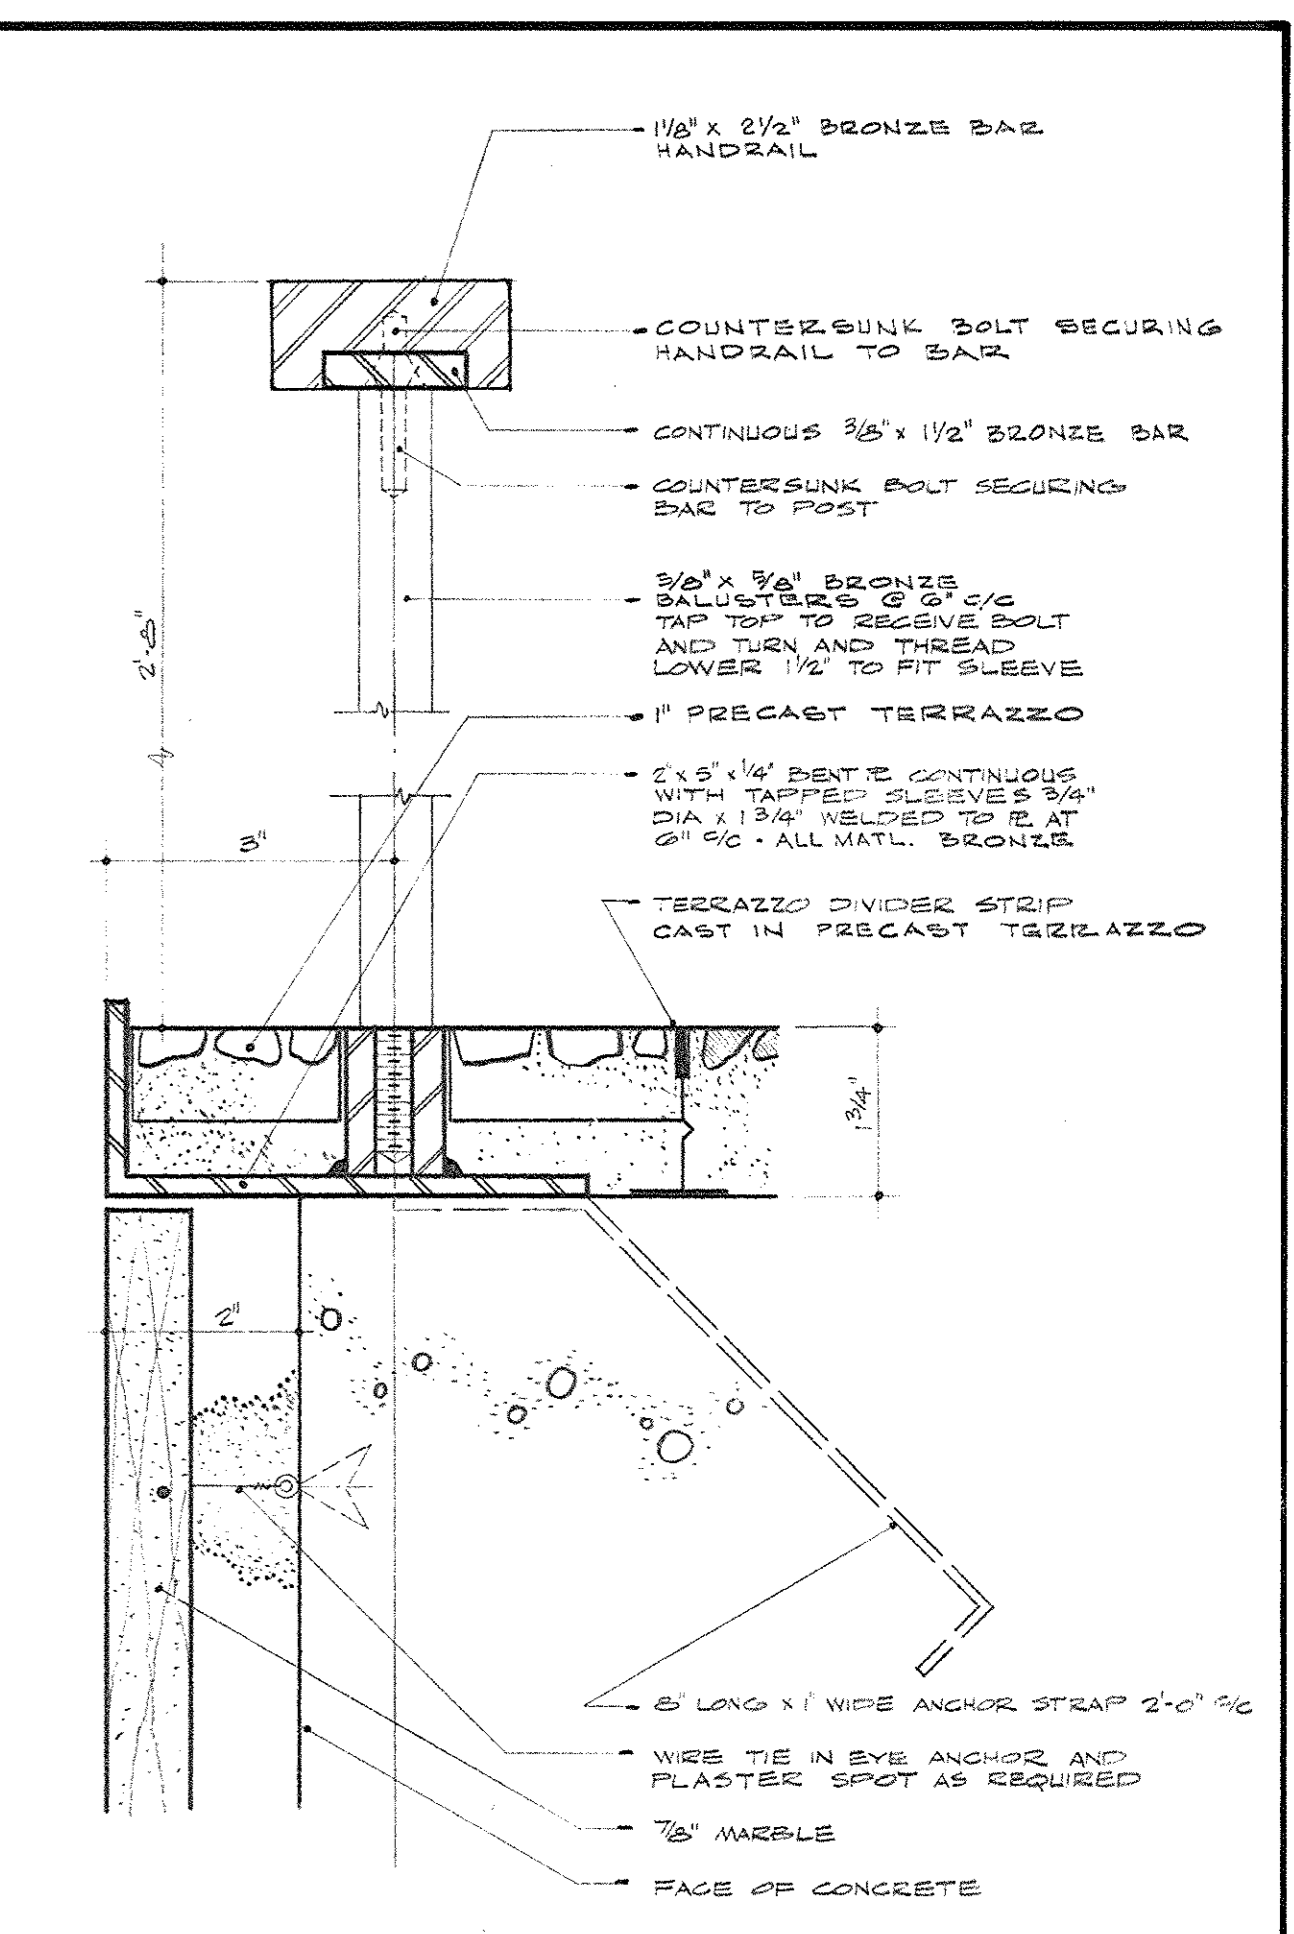 1 1/8" X 2 1/2" BRONZE BAR
HANDRAIL
COUNTERSUNK BOLT SECURING
HANDRAIL TO BAR
CONTINUOUS 3/8" X 1 1/2" BRONZE BAR
COUNTERSUNK BOLT SECURING
BAR TO POST
5/8" X 5/8" BRONZE
BALUSTERS @ 6" C/C
TAP TOP TO RECEIVE BOLT
AND TURN AND THREAD
LOWER 1 1/2" TO FIT SLEEVE
2'-8"
1" PRECAST TERRAZZO
2" X 5" X 1/4" BENT PL CONTINUOUS
WITH TAPPED SLEEVES 3/4"
DIA X 1 3/4" WELDED TO PL AT
6" C/C - ALL MATL. BRONZE
3"
TERRAZZO DIVIDER STRIP
CAST IN PRECAST TERRAZZO
1 3/4"
2"
8" LONG X 1" WIDE ANCHOR STRAP 2'-0" C/C
WIRE TIE IN EYE ANCHOR AND
PLASTER SPOT AS REQUIRED
7/8" MARBLE
FACE OF CONCRETE